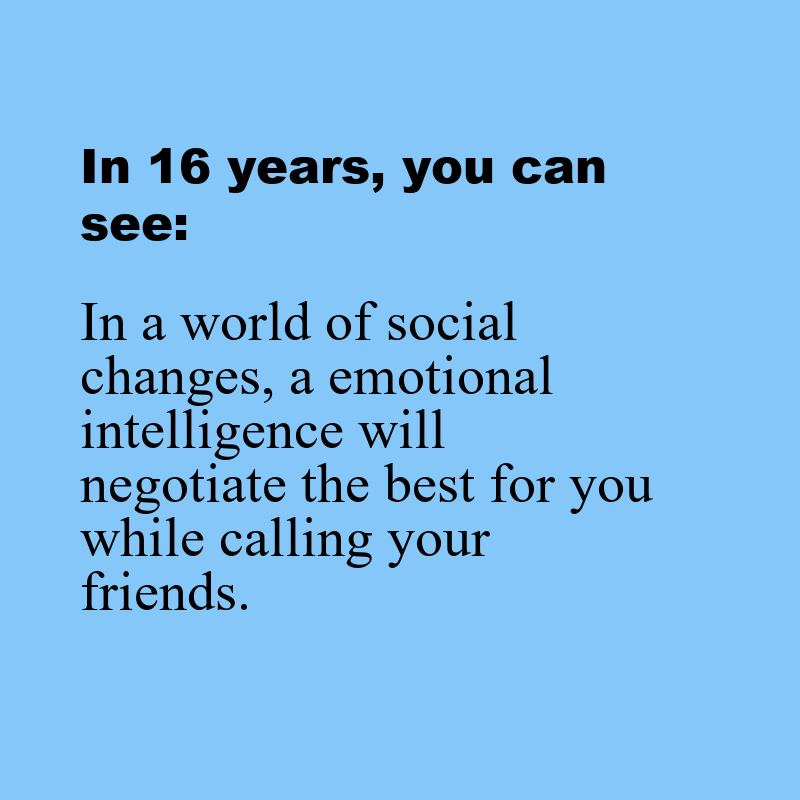 In 16 years, you can
see:
In a world of social
changes, a emotional
intelligence will
negotiate the best for you
while calling your
friends.